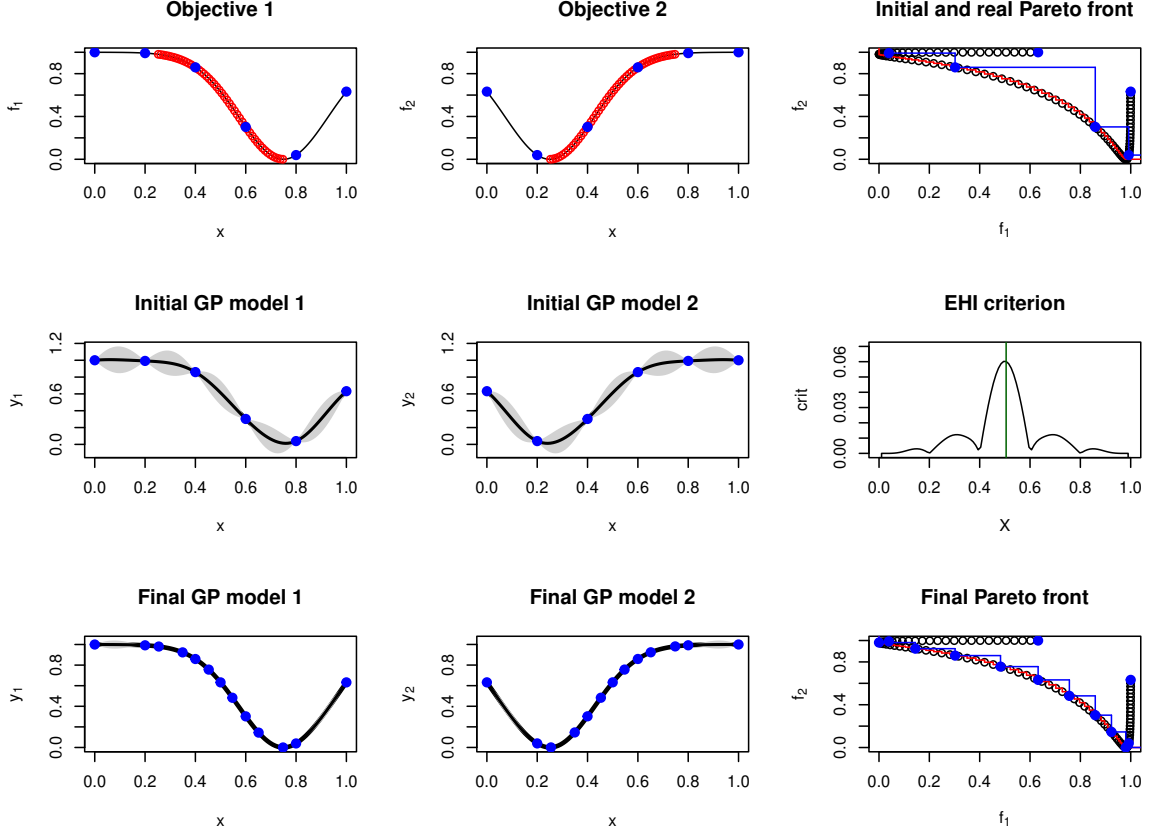 Objective 1
f1
0.0 0.4 0.8
0.0 0.2 0.4 0.6 0.8 1.0
x
Objective 2
f2
0.0 0.4 0.8
0.0 0.2 0.4 0.6 0.8 1.0
x
Initial and real Pareto front
f2
0.0 0.4 0.8
0.0 0.2 0.4 0.6 0.8 1.0
f1
Initial GP model 1
y1
0.0 0.6 1.2
0.0 0.2 0.4 0.6 0.8 1.0
x
Initial GP model 2
y2
0.0 0.6 1.2
0.0 0.2 0.4 0.6 0.8 1.0
x
EHI criterion
crit
0.00 0.03 0.06
0.0 0.2 0.4 0.6 0.8 1.0
X
Final GP model 1
y1
0.0 0.4 0.8
0.0 0.2 0.4 0.6 0.8 1.0
x
Final GP model 2
y2
0.0 0.4 0.8
0.0 0.2 0.4 0.6 0.8 1.0
x
Final Pareto front
f2
0.0 0.4 0.8
0.0 0.2 0.4 0.6 0.8 1.0
f1